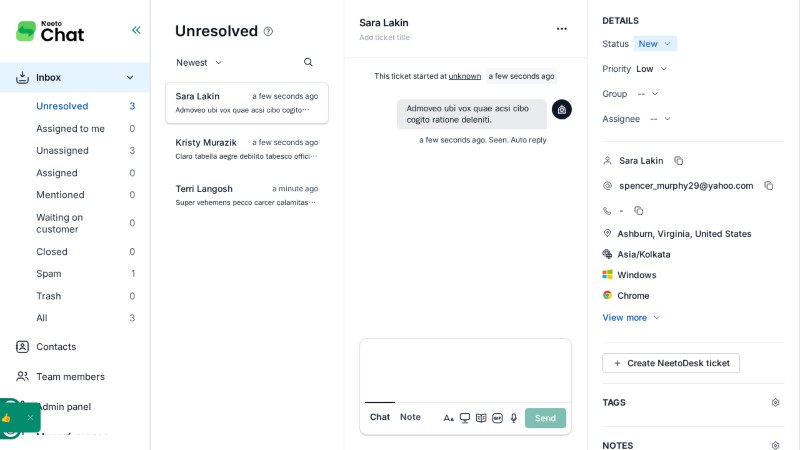 Neeto
Chat
Inbox
Unresolved 3
Assigned to me 0
Unassigned 3
Assigned 0
Mentioned 0
Waiting on
customer 0
Closed 0
Spam 1
Trash 0
All 3
Contacts
Team members
dmin panel
Unresolved
Newest
Sara Lakin a few seconds ago
Admoveo ubi vox quae acsi cibo cogito···
Kristy Murazik a few seconds ago
Claro tabella aegre debilito tabesco offici···
Terri Langosh a minute ago
Super vehemens pecco carcer calamitas···
Sara Lakin
Add ticket title
This ticket started at unknown a few seconds ago
Admoveo ubi vox quae acsi cibo
cogito ratione deleniti.
a few seconds ago. Seen. Auto reply
Chat Note
GIF
Send
DETAILS
Status New
Priority Low
Group --
Assignee --
Sara Lakin
spencer_murphy29@yahoo.com
-
Ashburn, Virginia, United States
Asia/Kolkata
Windows
Chrome
View more
+ Create NeetoDesk ticket
TAGS
NOTES